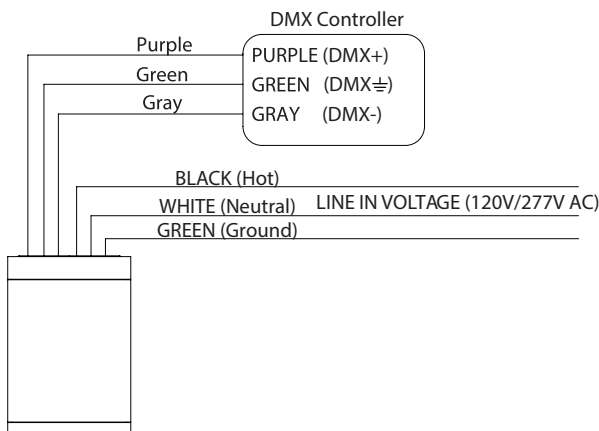 DMX Controller
Purple
PURPLE (DMX+)
Green
GREEN (DMX⏚)
Gray
GRAY (DMX-)
BLACK (Hot)
WHITE (Neutral)
LINE IN VOLTAGE (120V/277V AC)
GREEN (Ground)